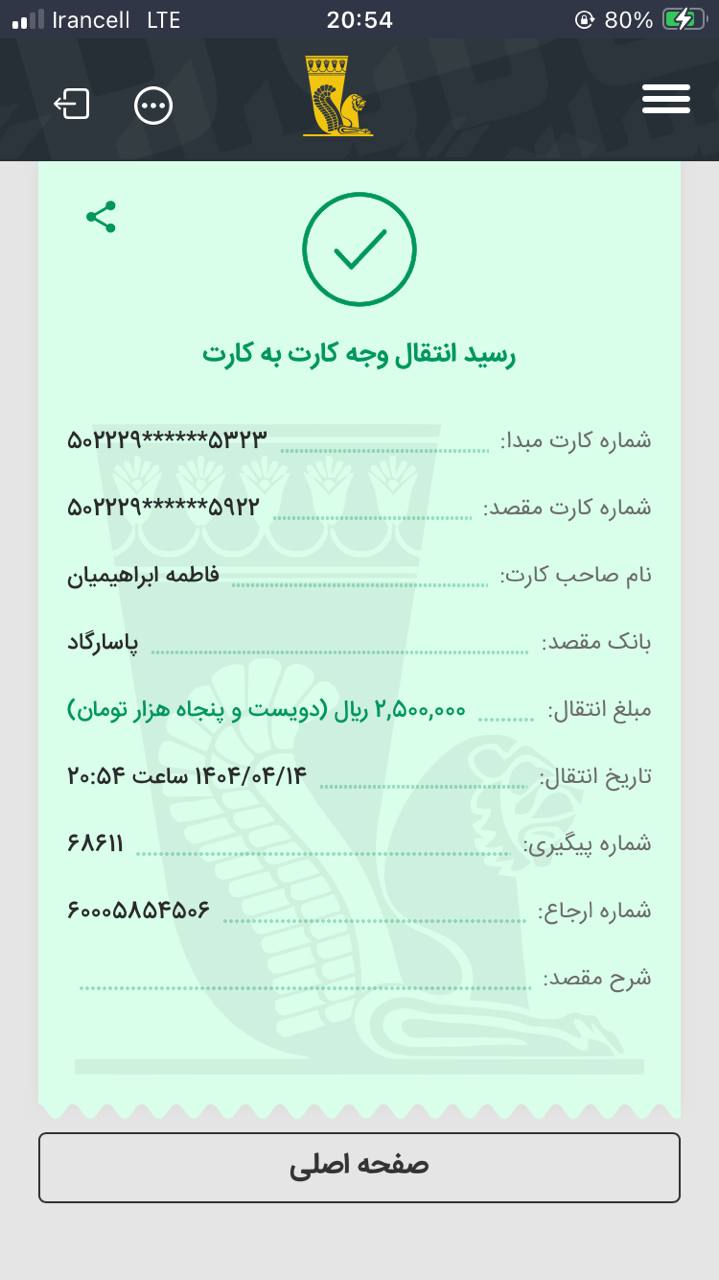 Irancell LTE 20:54 80%
رسید انتقال وجه کارت به کارت
شماره کارت مبدا: ۵۰۲۲۲۹******۵۳۲۳
شماره کارت مقصد: ۵۰۲۲۲۹******۵۹۲۲
نام صاحب کارت: فاطمه ابراهیمیان
بانک مقصد: پاسارگاد
مبلغ انتقال: ۲,۵۰۰,۰۰۰ ریال (دویست و پنجاه هزار تومان)
تاریخ انتقال: ۱۴۰۴/۰۴/۱۴ ساعت ۲۰:۵۴
شماره پیگیری: ۶۸۶۱۱
شماره ارجاع: ۶۰۰۰۵۸۵۴۵۰۶
شرح مقصد:
صفحه اصلی